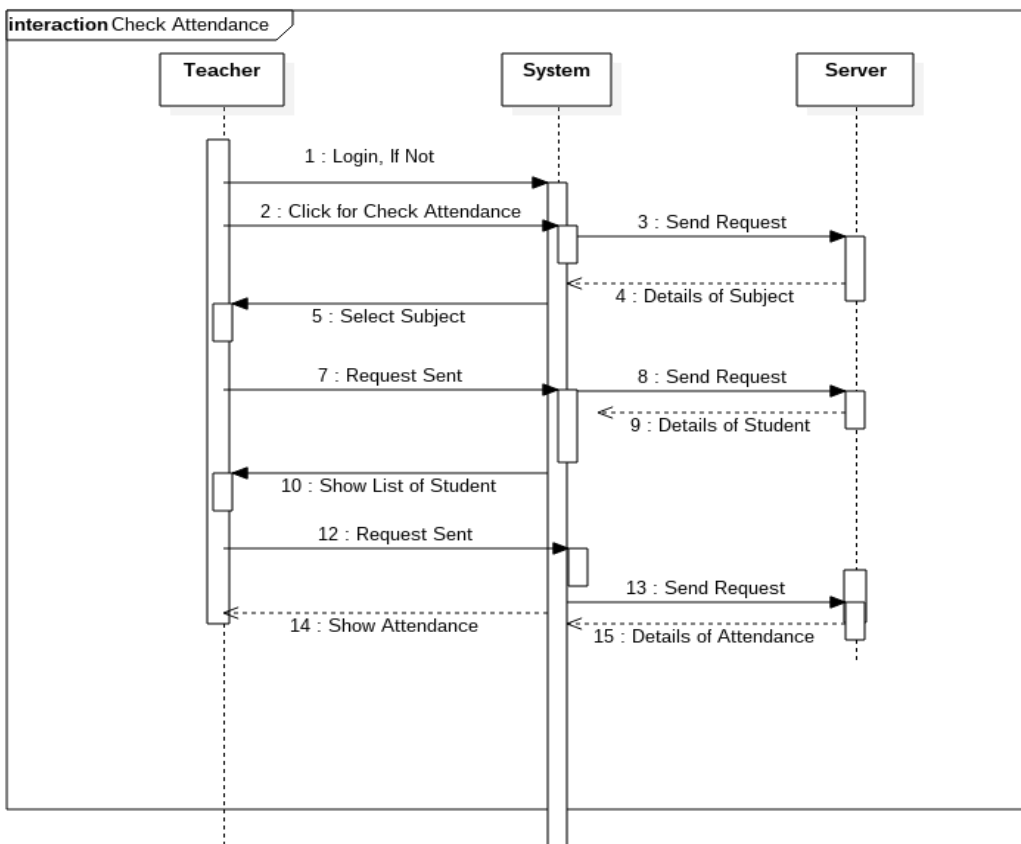 interaction Check Attendance
Teacher
System
Server
1 : Login, If Not
2 : Click for Check Attendance
3 : Send Request
4 : Details of Subject
5 : Select Subject
7 : Request Sent
8 : Send Request
9 : Details of Student
10 : Show List of Student
12 : Request Sent
13 : Send Request
14 : Show Attendance
15 : Details of Attendance